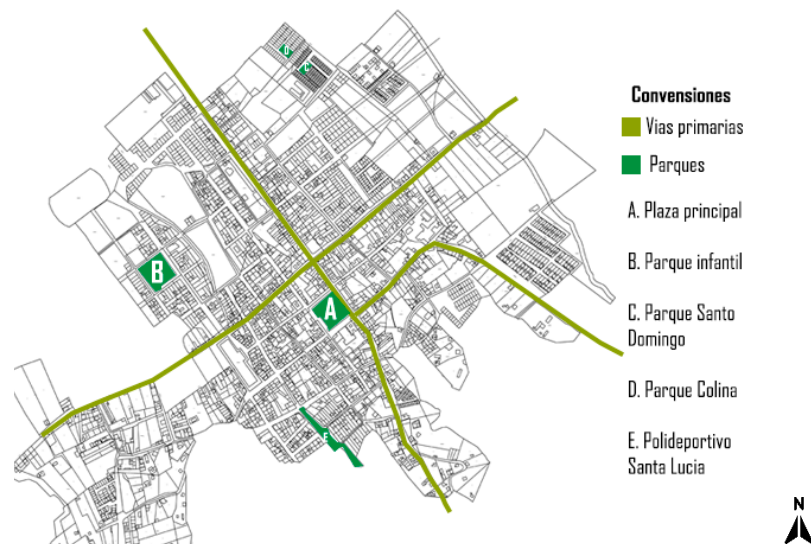 D
C
B
A
E
Convensiones
Vias primarias
Parques
A. Plaza principal
B. Parque infantil
C. Parque Santo
Domingo
D. Parque Colina
E. Polideportivo
Santa Lucia
N